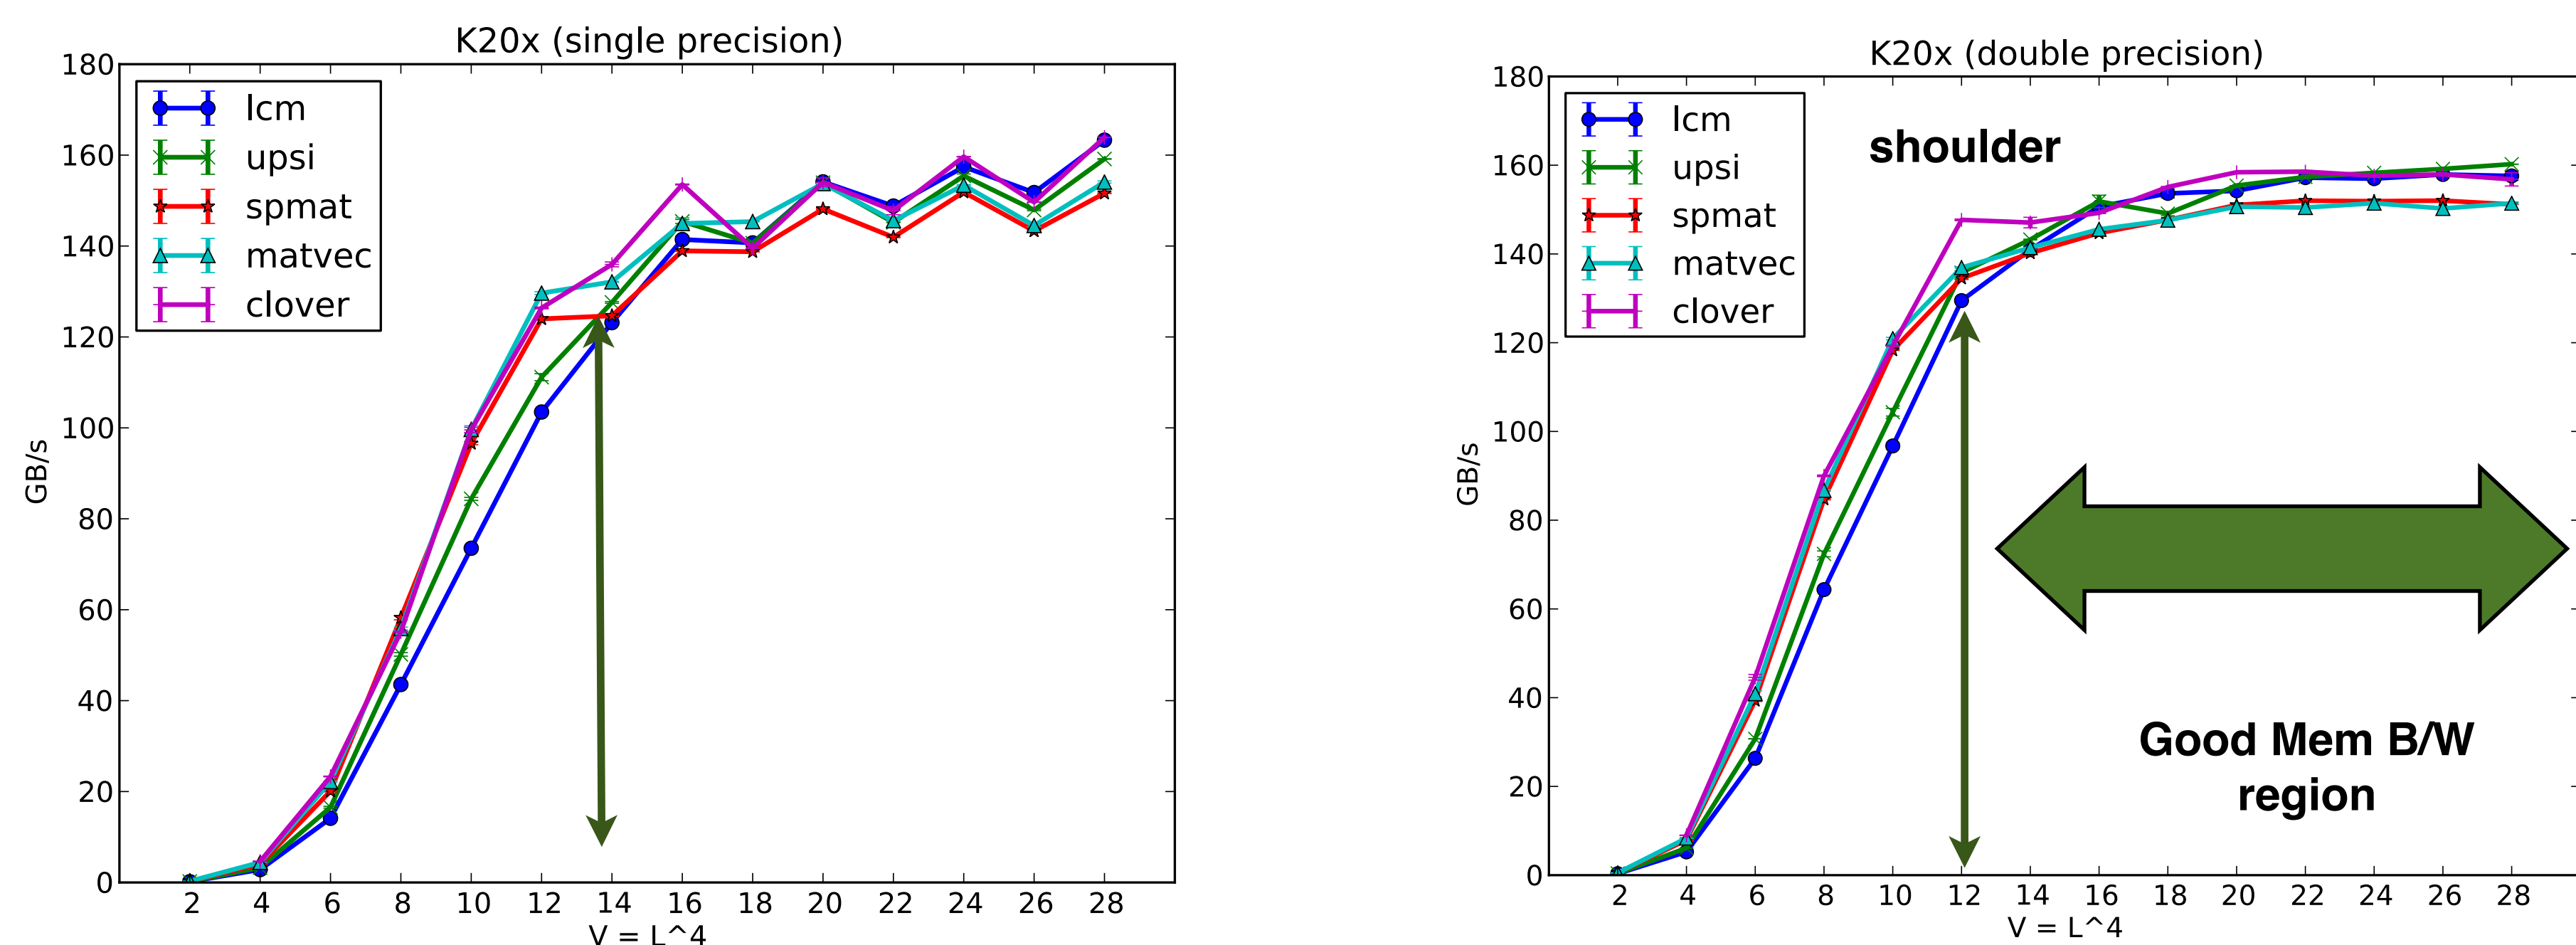 K20x (single precision)
180
160
140
120
100
80
60
40
20
0
GB/s
lcm
upsi
spmat
matvec
clover
2 4 6 8 10 12 14 16 18 20 22 24 26 28
V = L^4
K20x (double precision)
180
160
140
120
100
80
60
40
20
0
GB/s
lcm
upsi
spmat
matvec
clover
shoulder
Good Mem B/W
region
2 4 6 8 10 12 14 16 18 20 22 24 26 28
V = L^4